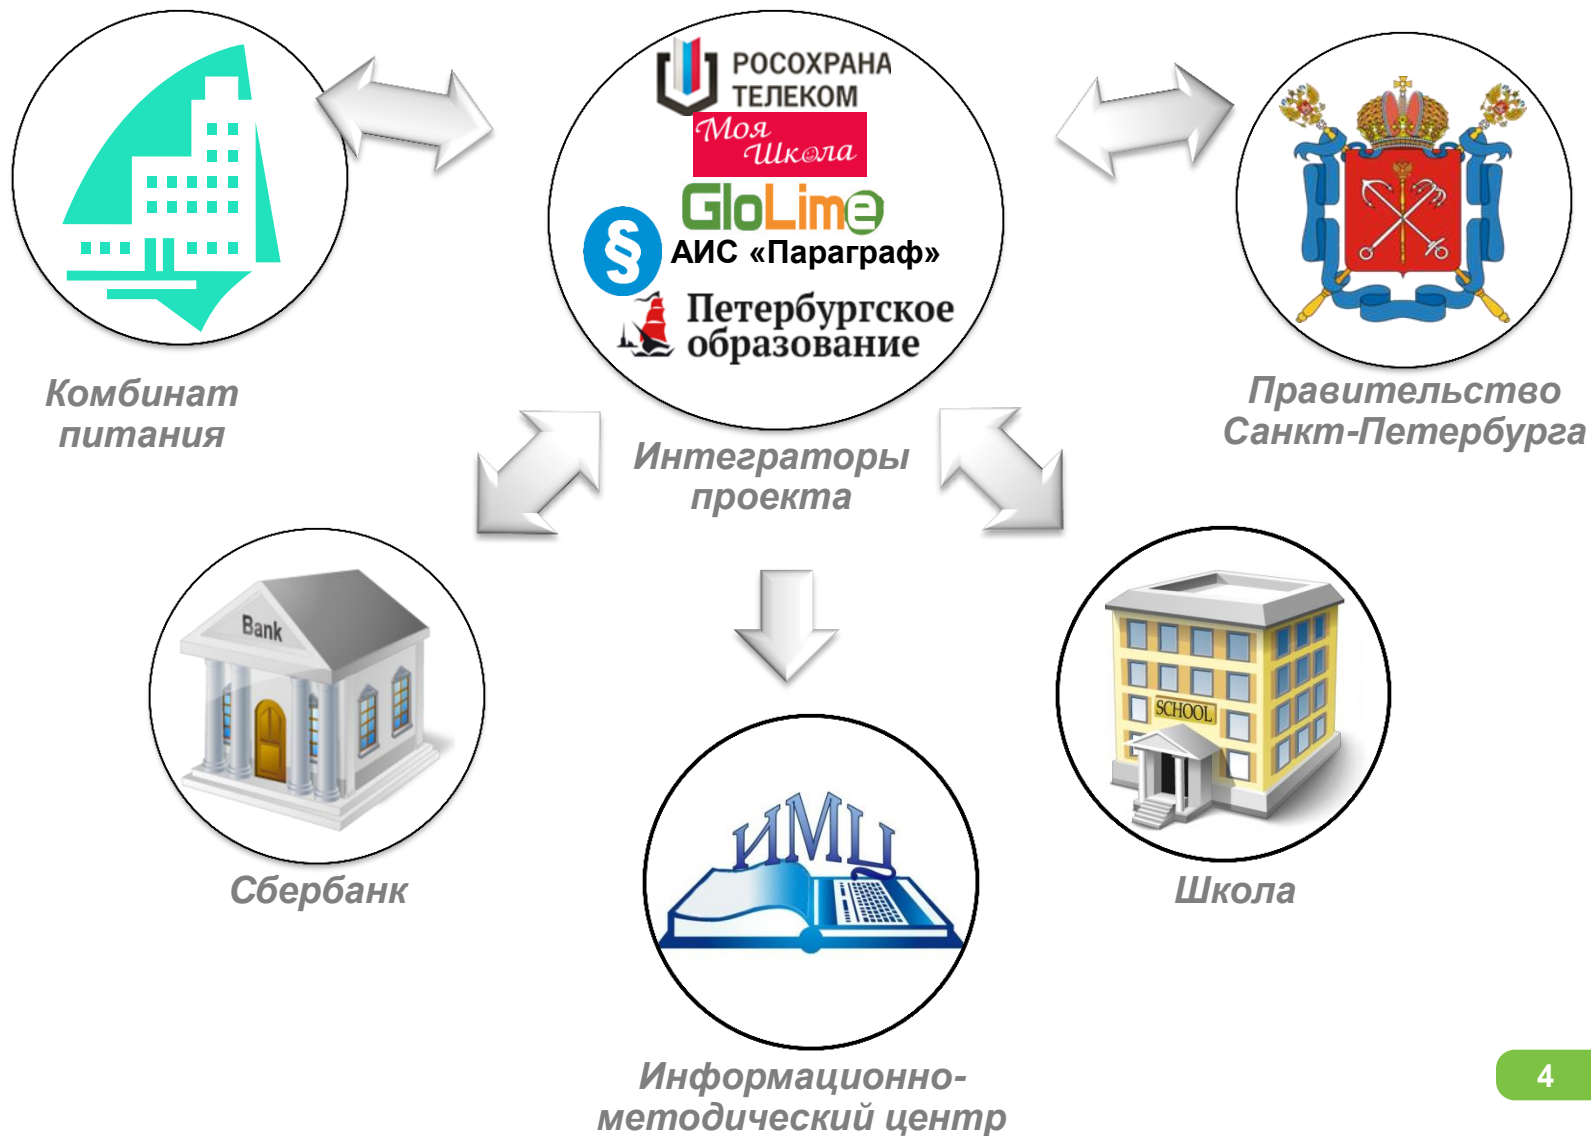 РОСОХРАНА
ТЕЛЕКОМ
Моя
Школа
GloLime
§
АИС «Параграф»
Петербургское
образование
Комбинат
питания
Интеграторы
проекта
Правительство
Санкт-Петербурга
Bank
SCHOOL
Сбербанк
ИМЦ
Школа
Информационно-
методический центр
4